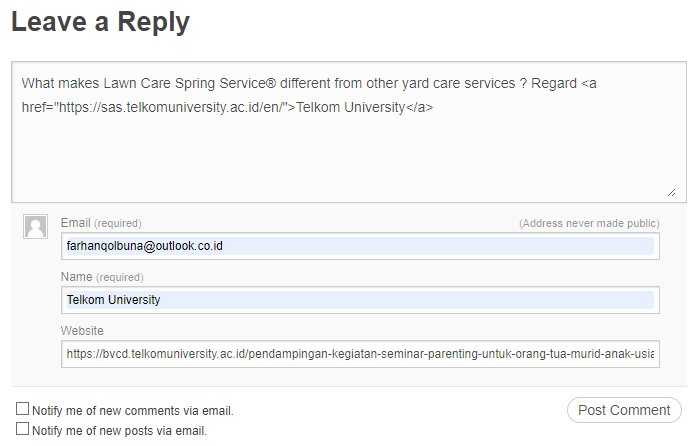 Leave a Reply
What makes Lawn Care Spring Service® different from other yard care services ? Regard <a
href="https://sas.telkomuniversity.ac.id/en/">Telkom University</a>
Email (required) (Address never made public)
farhanqolbuna@outlook.co.id
Name (required)
Telkom University
Website
https://bvcd.telkomuniversity.ac.id/pendampingan-kegiatan-seminar-parenting-untuk-orang-tua-murid-anak-usia
Notify me of new comments via email.
Post Comment
Notify me of new posts via email.